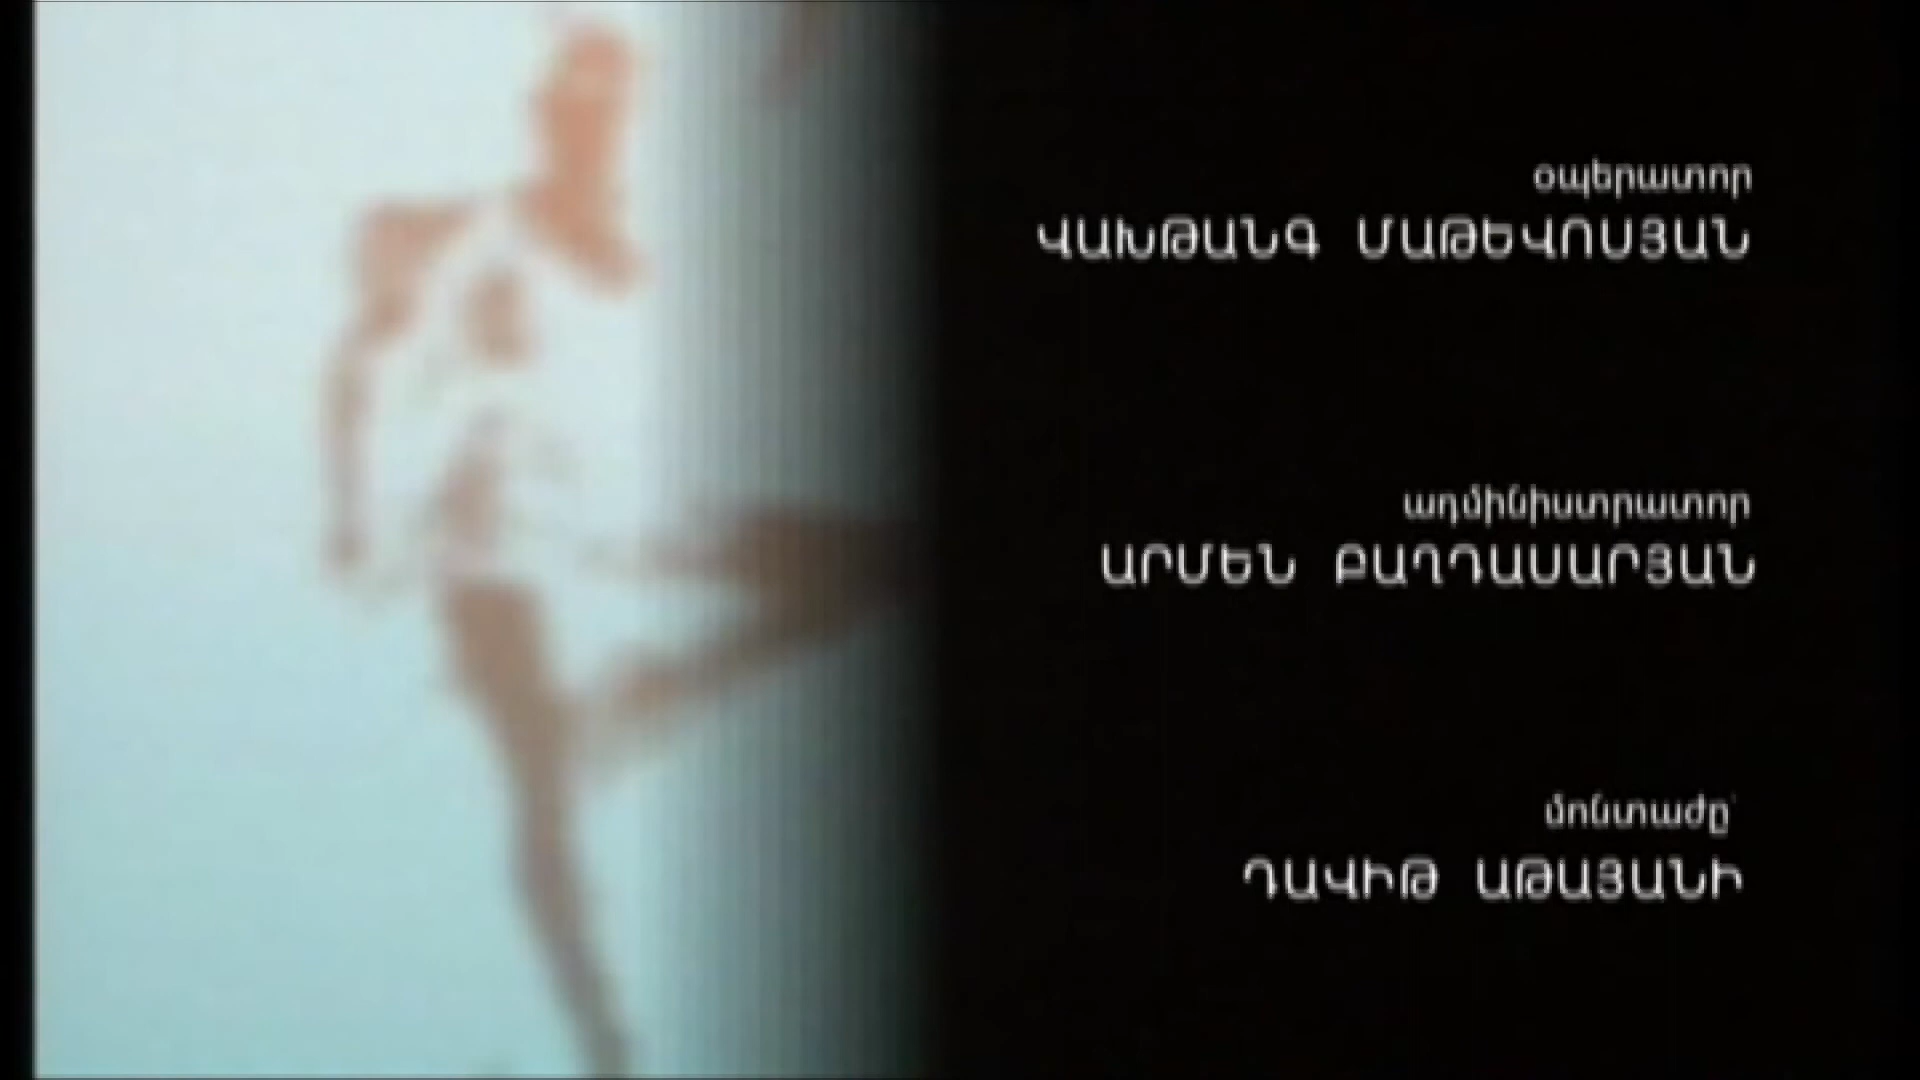 օպերատոր
ՎԱԽԹԱՆԳ ՄԱԹԵՎՈՍՅԱՆ
ադմինիստրատոր
ԱՐՄԵՆ ԲԱՂԴԱՍԱՐՅԱՆ
մոնտաժը՝
ԴԱՎԻԹ ԱԹԱՅԱՆԻ